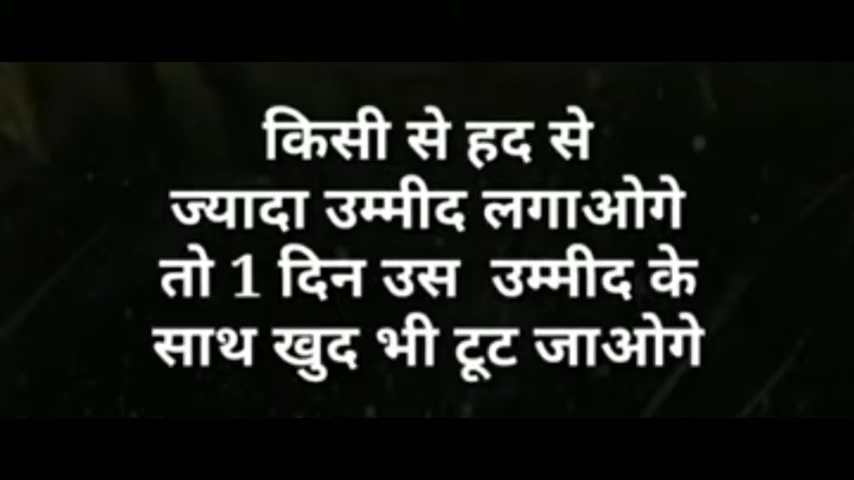 किसी से हद से
ज्यादा उम्मीद लगाओगे
तो 1 दिन उस उम्मीद के
साथ खुद भी टूट जाओगे